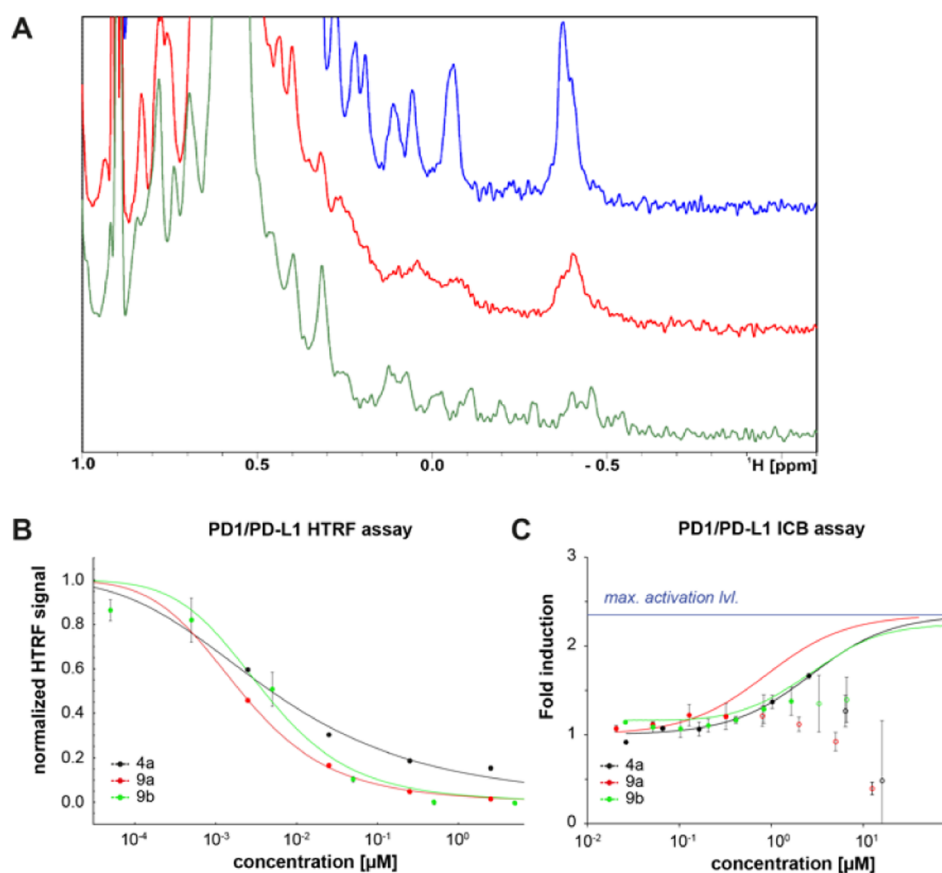 A
1.0 0.5 0.0 - 0.5 ¹H [ppm]
B
PD1/PD-L1 HTRF assay
normalized HTRF signal
1.0
0.8
0.6
0.4
0.2
0.0
4a
9a
9b
10⁻⁴ 10⁻³ 10⁻² 10⁻¹ 10⁰
concentration [µM]
C
PD1/PD-L1 ICB assay
Fold induction
3
2
1
0
max. activation lvl.
4a
9a
9b
10⁻² 10⁻¹ 10⁰ 10¹
concentration [µM]